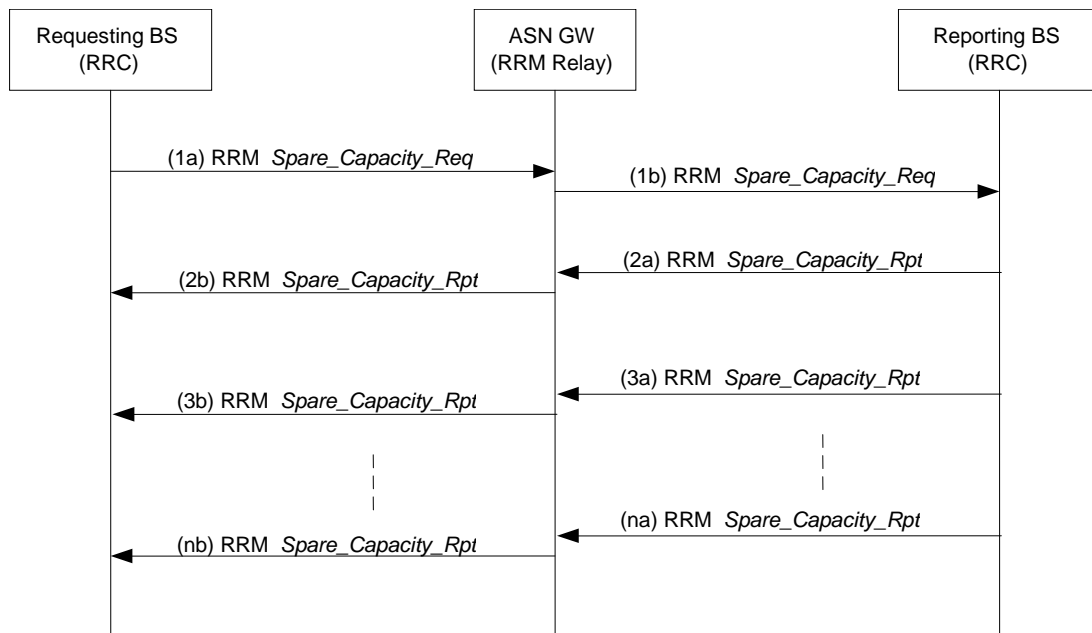 Requesting BS
(RRC)
ASN GW
(RRM Relay)
Reporting BS
(RRC)
(1a) RRM Spare_Capacity_Req
(1b) RRM Spare_Capacity_Req
(2a) RRM Spare_Capacity_Rpt
(2b) RRM Spare_Capacity_Rpt
(3a) RRM Spare_Capacity_Rpt
(3b) RRM Spare_Capacity_Rpt
(na) RRM Spare_Capacity_Rpt
(nb) RRM Spare_Capacity_Rpt